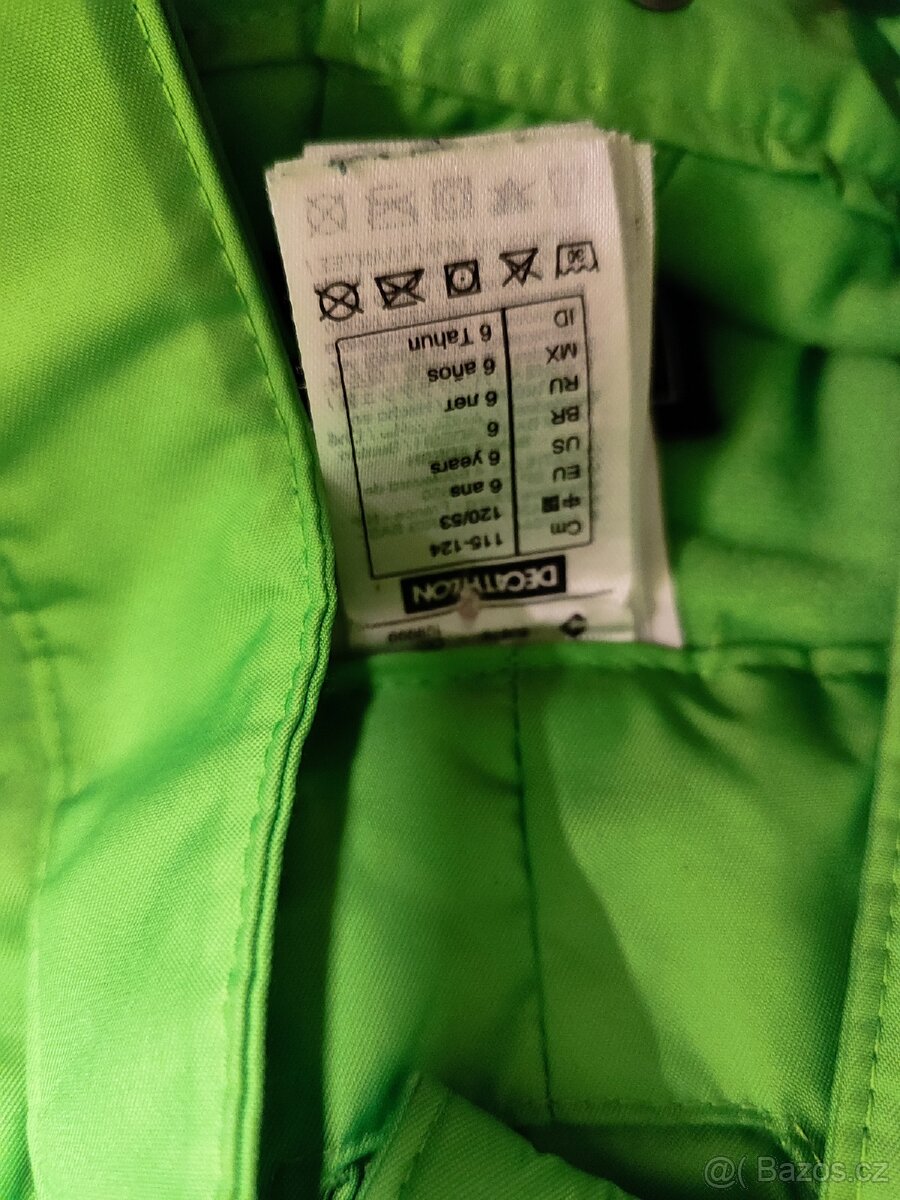 DECATHLON
Cm 115-124
中国 120/53
EU 6 ans
US 6 years
BR 6
RU 6 лет
MX 6 años
ID 6 Tahun
30
@( Bazos.cz